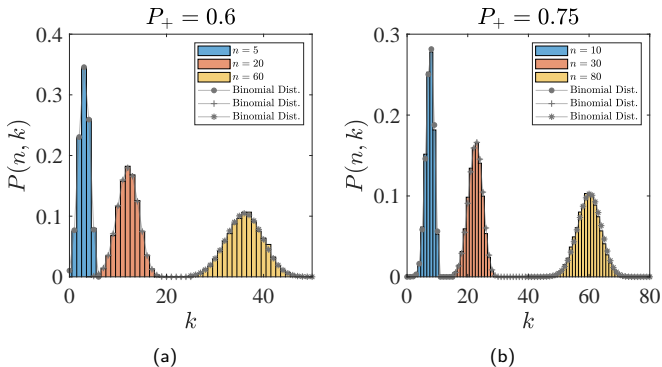 P₊ = 0.6
0.4
0.3
0.2
0.1
0
P(n, k)
n = 5
n = 20
n = 60
Binomial Dist.
Binomial Dist.
Binomial Dist.
0
20
40
k
(a)
P₊ = 0.75
0.3
0.2
0.1
0
P(n, k)
n = 10
n = 30
n = 80
Binomial Dist.
Binomial Dist.
Binomial Dist.
0
20
40
60
80
k
(b)